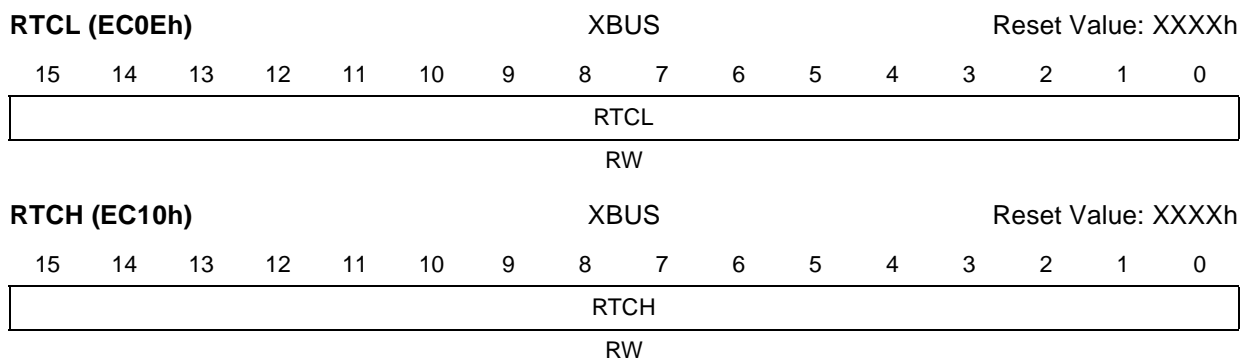 RTCL (EC0Eh) XBUS Reset Value: XXXXh
15 14 13 12 11 10 9 8 7 6 5 4 3 2 1 0
RTCL
RW
RTCH (EC10h) XBUS Reset Value: XXXXh
15 14 13 12 11 10 9 8 7 6 5 4 3 2 1 0
RTCH
RW